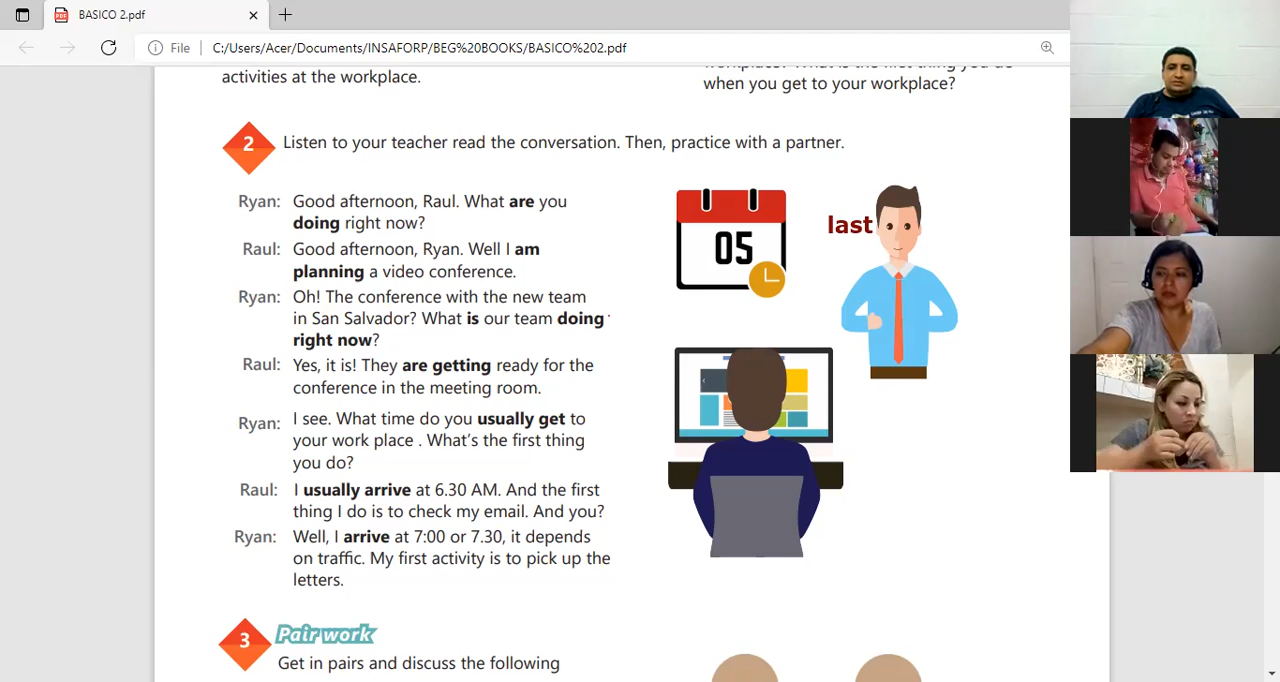 BASICO 2.pdf
File
C:/Users/Acer/Documents/INSAFORP/BEG%20BOOKS/BASICO%202.pdf
activities at the workplace.
workplace? What is the first thing you do
when you get to your workplace?
2
Listen to your teacher read the conversation. Then, practice with a partner.
Ryan: Good afternoon, Raul. What are you
doing right now?
Raul: Good afternoon, Ryan. Well I am
planning a video conference.
Ryan: Oh! The conference with the new team
in San Salvador? What is our team doing
right now?
Raul: Yes, it is! They are getting ready for the
conference in the meeting room.
Ryan: I see. What time do you usually get to
your work place . What's the first thing
you do?
Raul: I usually arrive at 6.30 AM. And the first
thing I do is to check my email. And you?
Ryan: Well, I arrive at 7:00 or 7.30, it depends
on traffic. My first activity is to pick up the
letters.
05
last
3
Pair work
Get in pairs and discuss the following